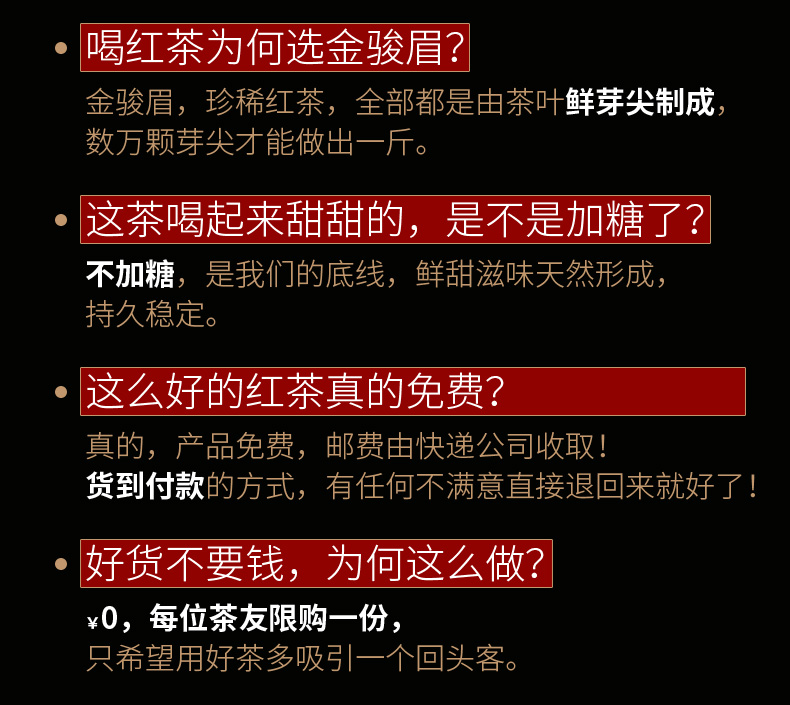 喝红茶为何选金骏眉？
金骏眉，珍稀红茶，全部都是由茶叶鲜芽尖制成，
数万颗芽尖才能做出一斤。
这茶喝起来甜甜的，是不是加糖了？
不加糖，是我们的底线，鲜甜滋味天然形成，
持久稳定。
这么好的红茶真的免费？
真的，产品免费，邮费由快递公司收取！
货到付款的方式，有任何不满意直接退回来就好了！
好货不要钱，为何这么做？
¥0，每位茶友限购一份，
只希望用好茶多吸引一个回头客。